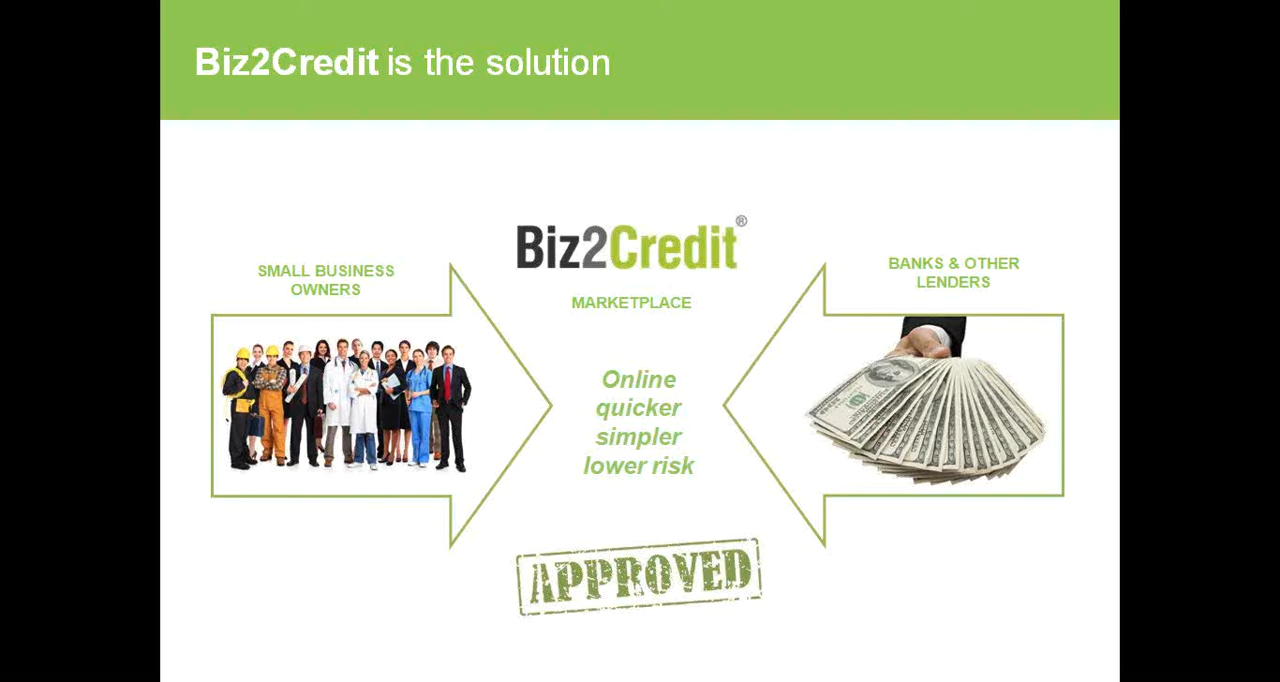 Biz2Credit is the solution
SMALL BUSINESS
OWNERS
Biz2Credit®
MARKETPLACE
BANKS & OTHER
LENDERS
Online
quicker
simpler
lower risk
APPROVED